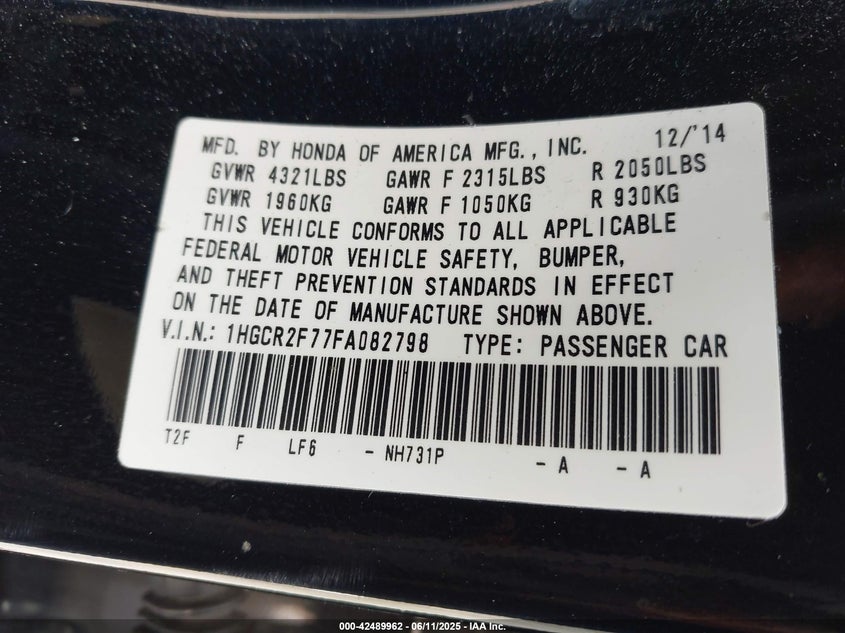 MFD. BY HONDA OF AMERICA MFG., INC. 12/'14
GVWR 4321LBS GAWR F 2315LBS R 2050LBS
GVWR 1960KG GAWR F 1050KG R 930KG
THIS VEHICLE CONFORMS TO ALL APPLICABLE
FEDERAL MOTOR VEHICLE SAFETY, BUMPER,
AND THEFT PREVENTION STANDARDS IN EFFECT
ON THE DATE OF MANUFACTURE SHOWN ABOVE.
V.I.N.: 1HGCR2F77FA082798 TYPE: PASSENGER CAR
T2F F LF6 - NH731P - A - A
000-42489962 - 06/11/2025 - IAA Inc.